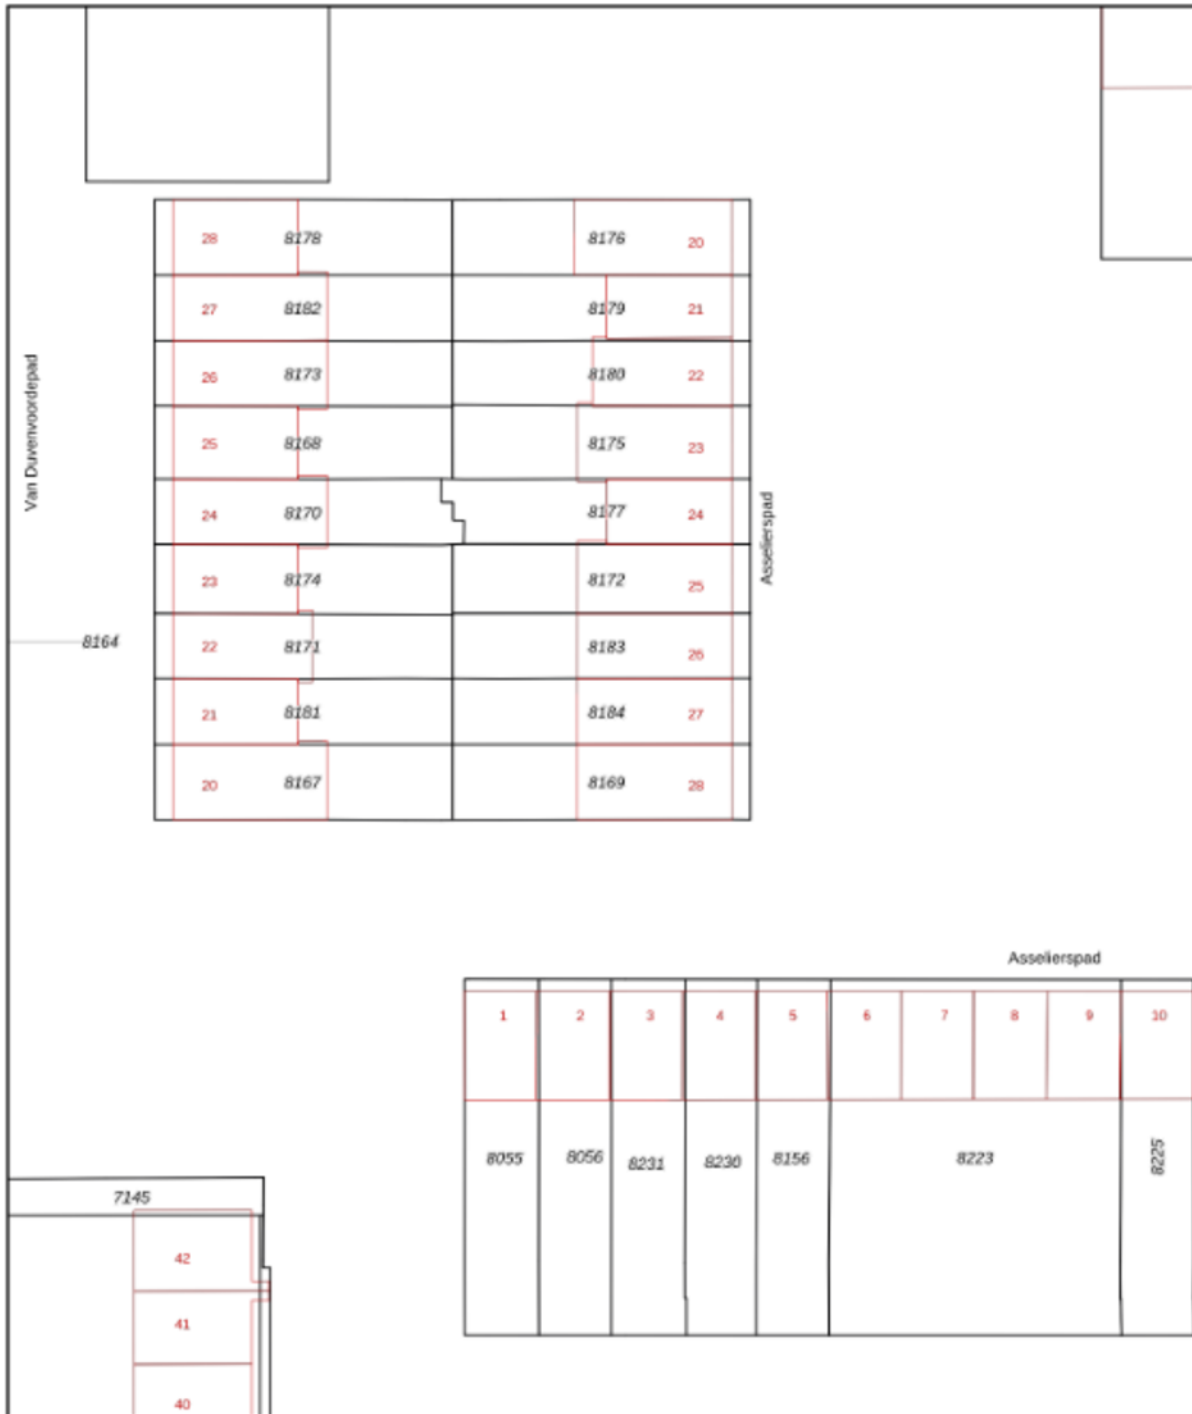 28 8178 8176 20
27 8182 8179 21
26 8173 8180 22
25 8168 8175 23
24 8170 8177 24
23 8174 8172 25
22 8171 8183 26
21 8181 8184 27
20 8167 8169 28
Van Duvenvoordepad
Asselierspad
8164
Asselierspad
1 2 3 4 5 6 7 8 9 10
8055 8056 8231 8230 8156 8223 8225
7145
42
41
40